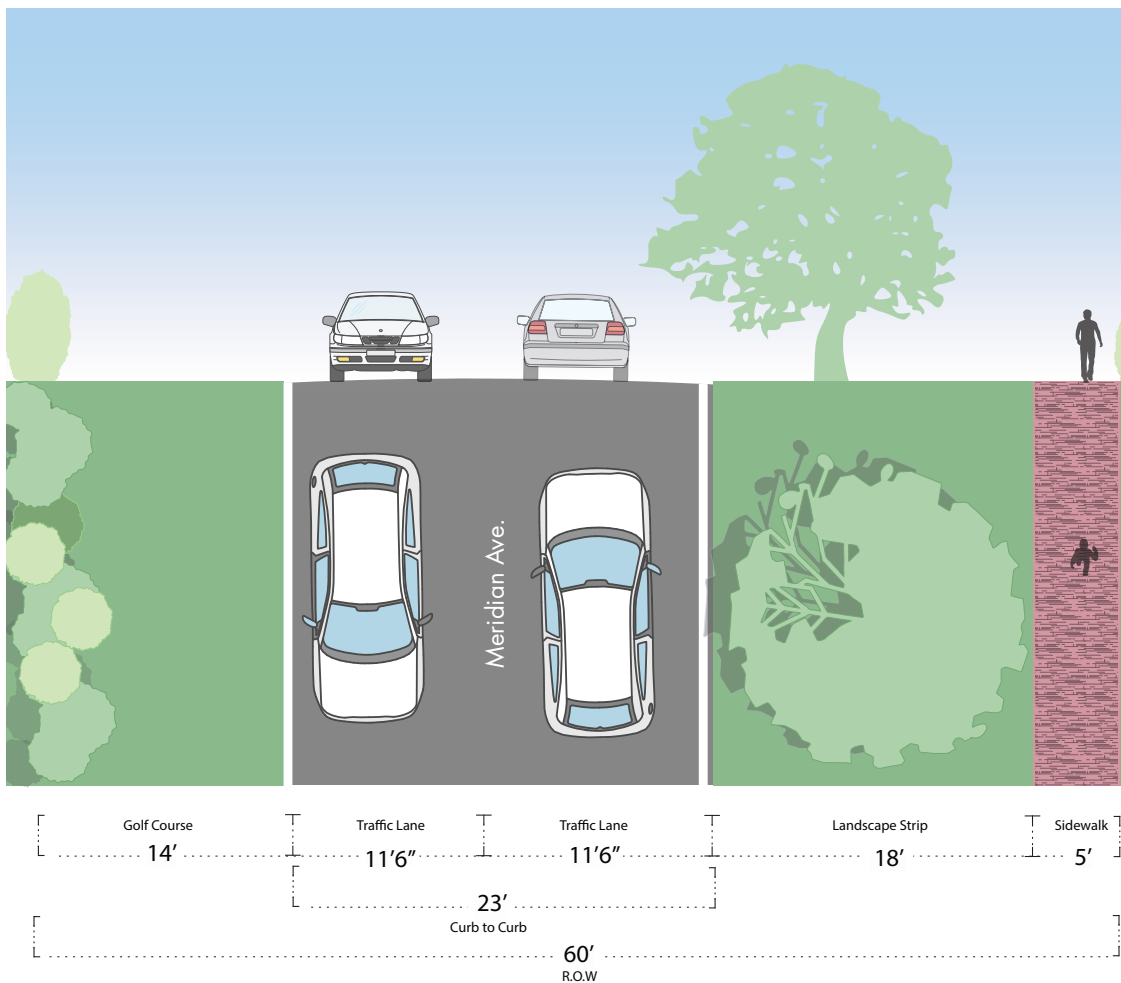 Meridian Ave.
Golf Course
Traffic Lane
Traffic Lane
Landscape Strip
Sidewalk
14’
11’6”
11’6”
18’
5’
23’
Curb to Curb
60’
R.O.W